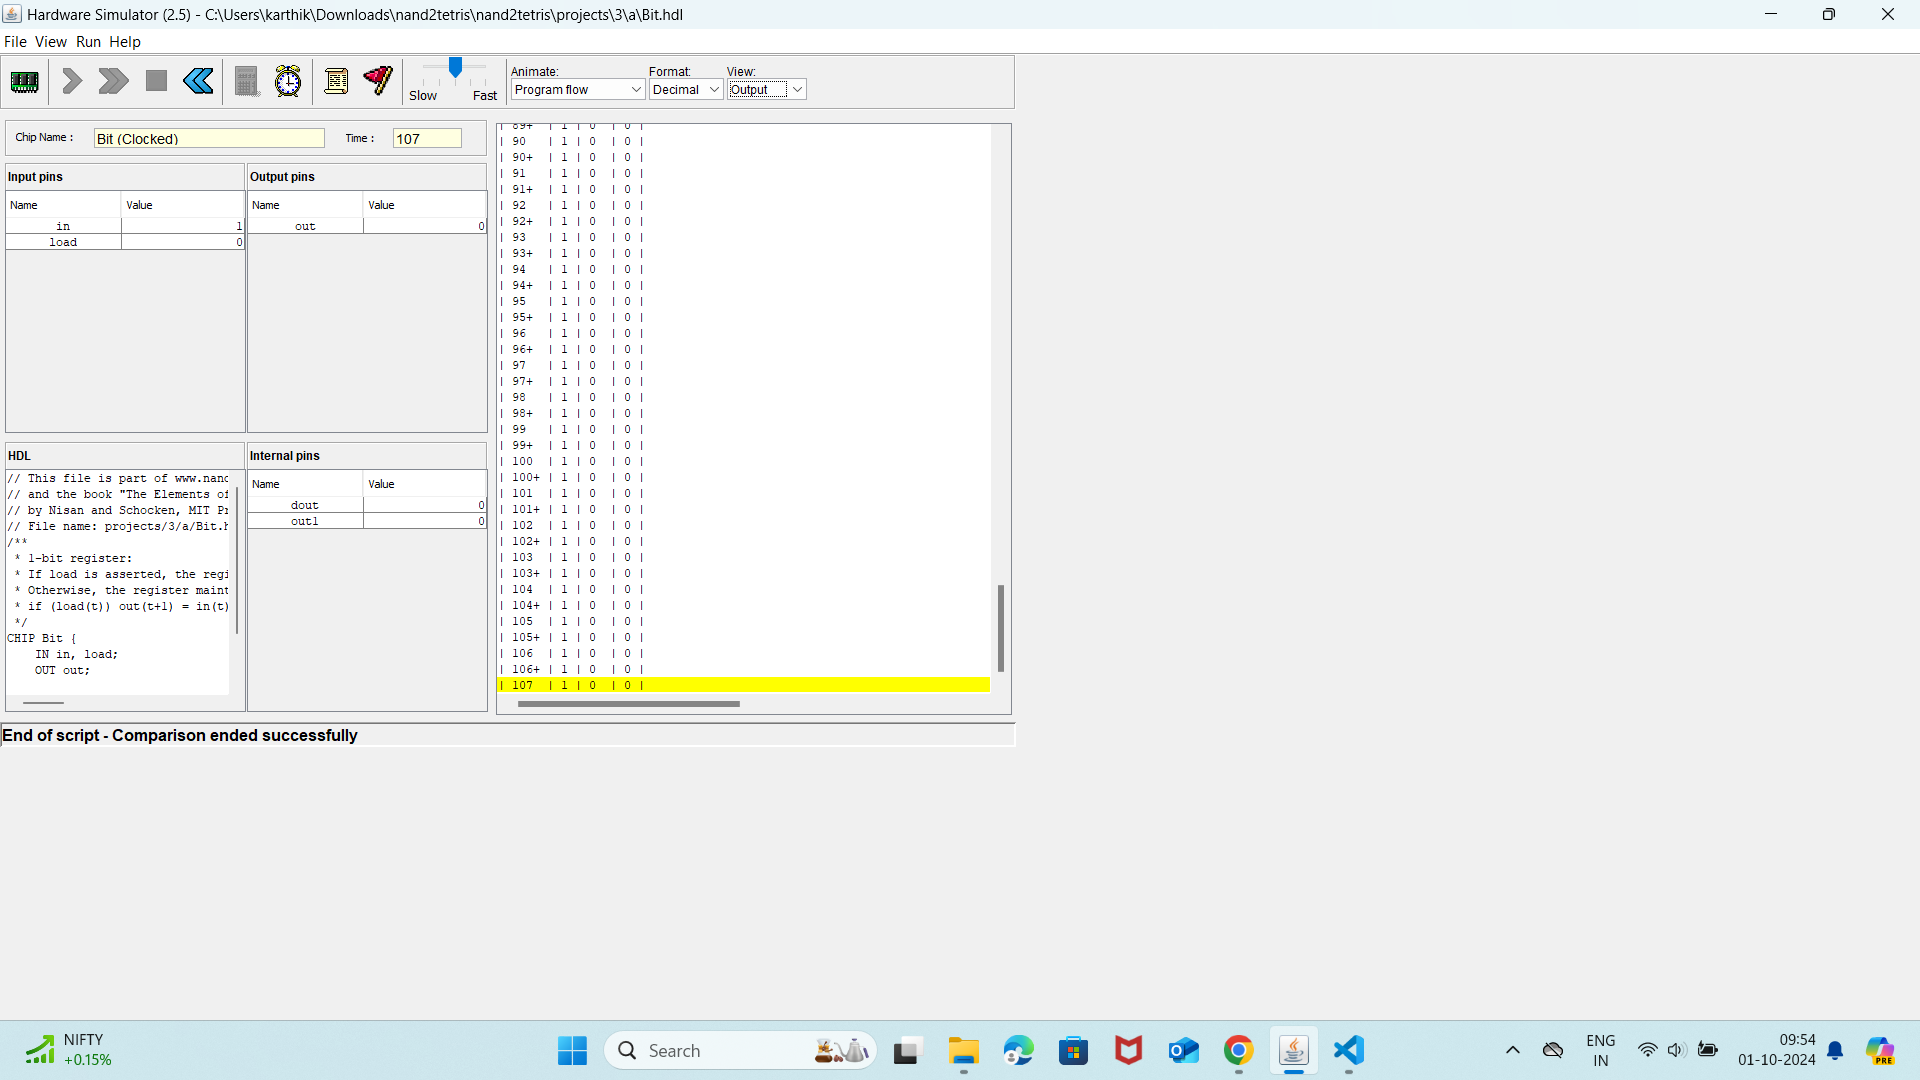 Hardware Simulator (2.5) - C:\Users\karthik\Downloads\nand2tetris\nand2tetris\projects\3\a\Bit.hdl
File View Run Help
Slow Fast
Animate: Format: View:
Program flow Decimal Output
Chip Name : Bit (Clocked) Time : 107
Input pins
Name Value
in 1
load 0
Output pins
Name Value
out 0
HDL
// This file is part of www.nand
// and the book "The Elements of
// by Nisan and Schocken, MIT Pr
// File name: projects/3/a/Bit.h
/**
* 1-bit register:
* If load is asserted, the regi
* Otherwise, the register maint
* if (load(t)) out(t+1) = in(t)
*/
CHIP Bit {
IN in, load;
OUT out;
Internal pins
Name Value
dout 0
out1 0
| 89+ | 1 | 0 | 0 |
| 90 | 1 | 0 | 0 |
| 90+ | 1 | 0 | 0 |
| 91 | 1 | 0 | 0 |
| 91+ | 1 | 0 | 0 |
| 92 | 1 | 0 | 0 |
| 92+ | 1 | 0 | 0 |
| 93 | 1 | 0 | 0 |
| 93+ | 1 | 0 | 0 |
| 94 | 1 | 0 | 0 |
| 94+ | 1 | 0 | 0 |
| 95 | 1 | 0 | 0 |
| 95+ | 1 | 0 | 0 |
| 96 | 1 | 0 | 0 |
| 96+ | 1 | 0 | 0 |
| 97 | 1 | 0 | 0 |
| 97+ | 1 | 0 | 0 |
| 98 | 1 | 0 | 0 |
| 98+ | 1 | 0 | 0 |
| 99 | 1 | 0 | 0 |
| 99+ | 1 | 0 | 0 |
| 100 | 1 | 0 | 0 |
| 100+ | 1 | 0 | 0 |
| 101 | 1 | 0 | 0 |
| 101+ | 1 | 0 | 0 |
| 102 | 1 | 0 | 0 |
| 102+ | 1 | 0 | 0 |
| 103 | 1 | 0 | 0 |
| 103+ | 1 | 0 | 0 |
| 104 | 1 | 0 | 0 |
| 104+ | 1 | 0 | 0 |
| 105 | 1 | 0 | 0 |
| 105+ | 1 | 0 | 0 |
| 106 | 1 | 0 | 0 |
| 106+ | 1 | 0 | 0 |
| 107 | 1 | 0 | 0 |
End of script - Comparison ended successfully
NIFTY
+0.15%
Search
ENG
IN
09:54
01-10-2024
PRE